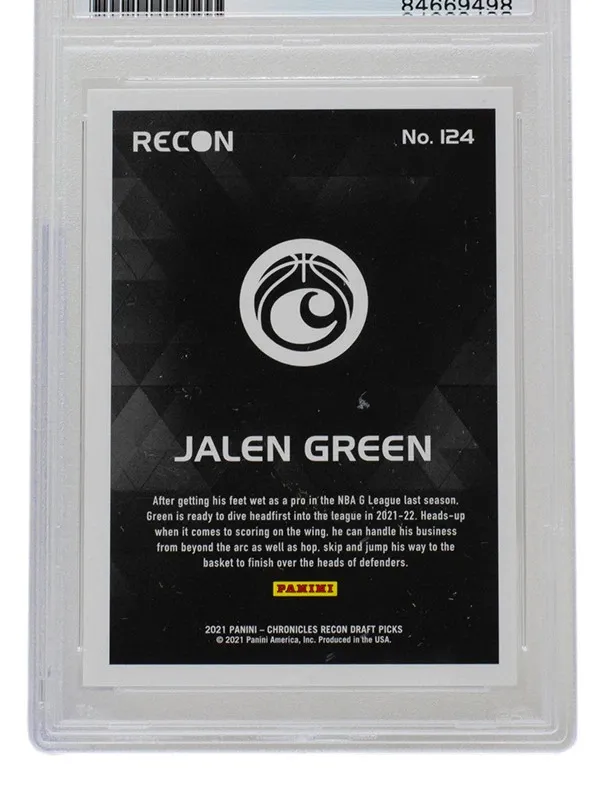 84669498
RECON
No. 124
JALEN GREEN
After getting his feet wet as a pro in the NBA G League last season,
Green is ready to dive headfirst into the league in 2021-22. Heads-up
when it comes to scoring on the wing, he can handle his business
from beyond the arc as well as hop, skip and jump his way to the
basket to finish over the heads of defenders.
PANINI
2021 PANINI – CHRONICLES RECON DRAFT PICKS
© 2021 Panini America, Inc. Produced in the USA.